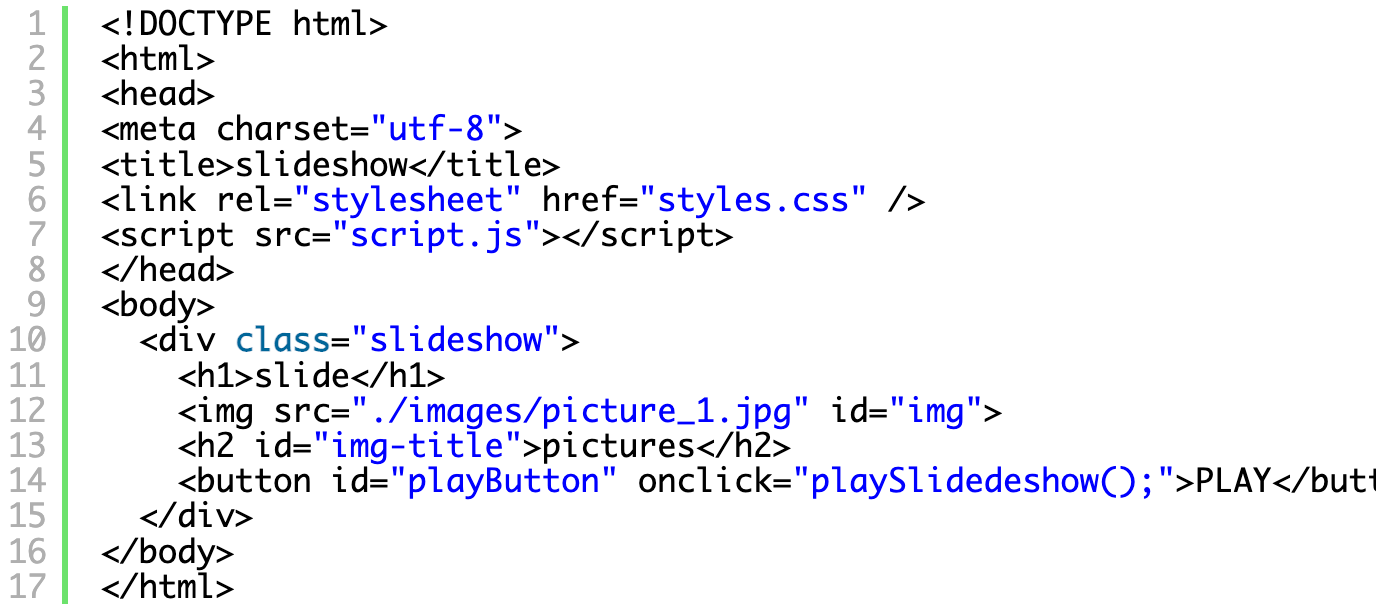 1 <!DOCTYPE html>
2 <html>
3 <head>
4 <meta charset="utf-8">
5 <title>slideshow</title>
6 <link rel="stylesheet" href="styles.css" />
7 <script src="script.js"></script>
8 </head>
9 <body>
10   <div class="slideshow">
11     <h1>slide</h1>
12     <img src="./images/picture_1.jpg" id="img">
13     <h2 id="img-title">pictures</h2>
14     <button id="playButton" onclick="playSlidedeshow();">PLAY</butt
15   </div>
16 </body>
17 </html>